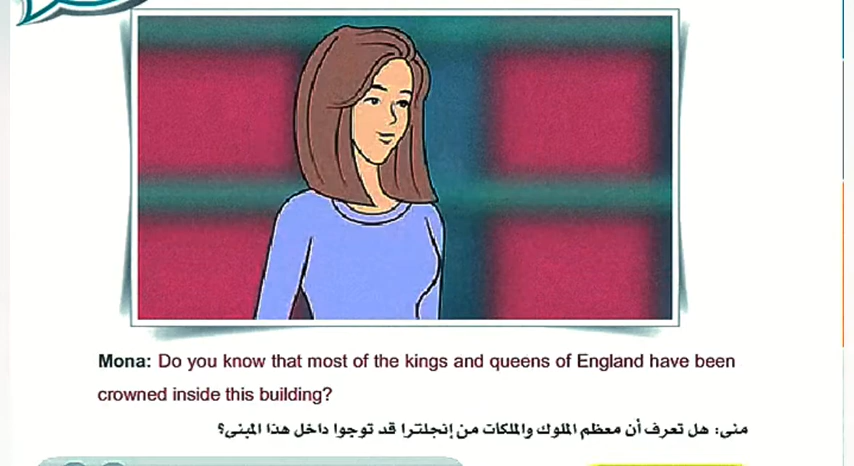 Mona: Do you know that most of the kings and queens of England have been
crowned inside this building?
منى: هل تعرف أن معظم الملوك والملكات من إنجلترا قد توجوا داخل هذا المبنى؟